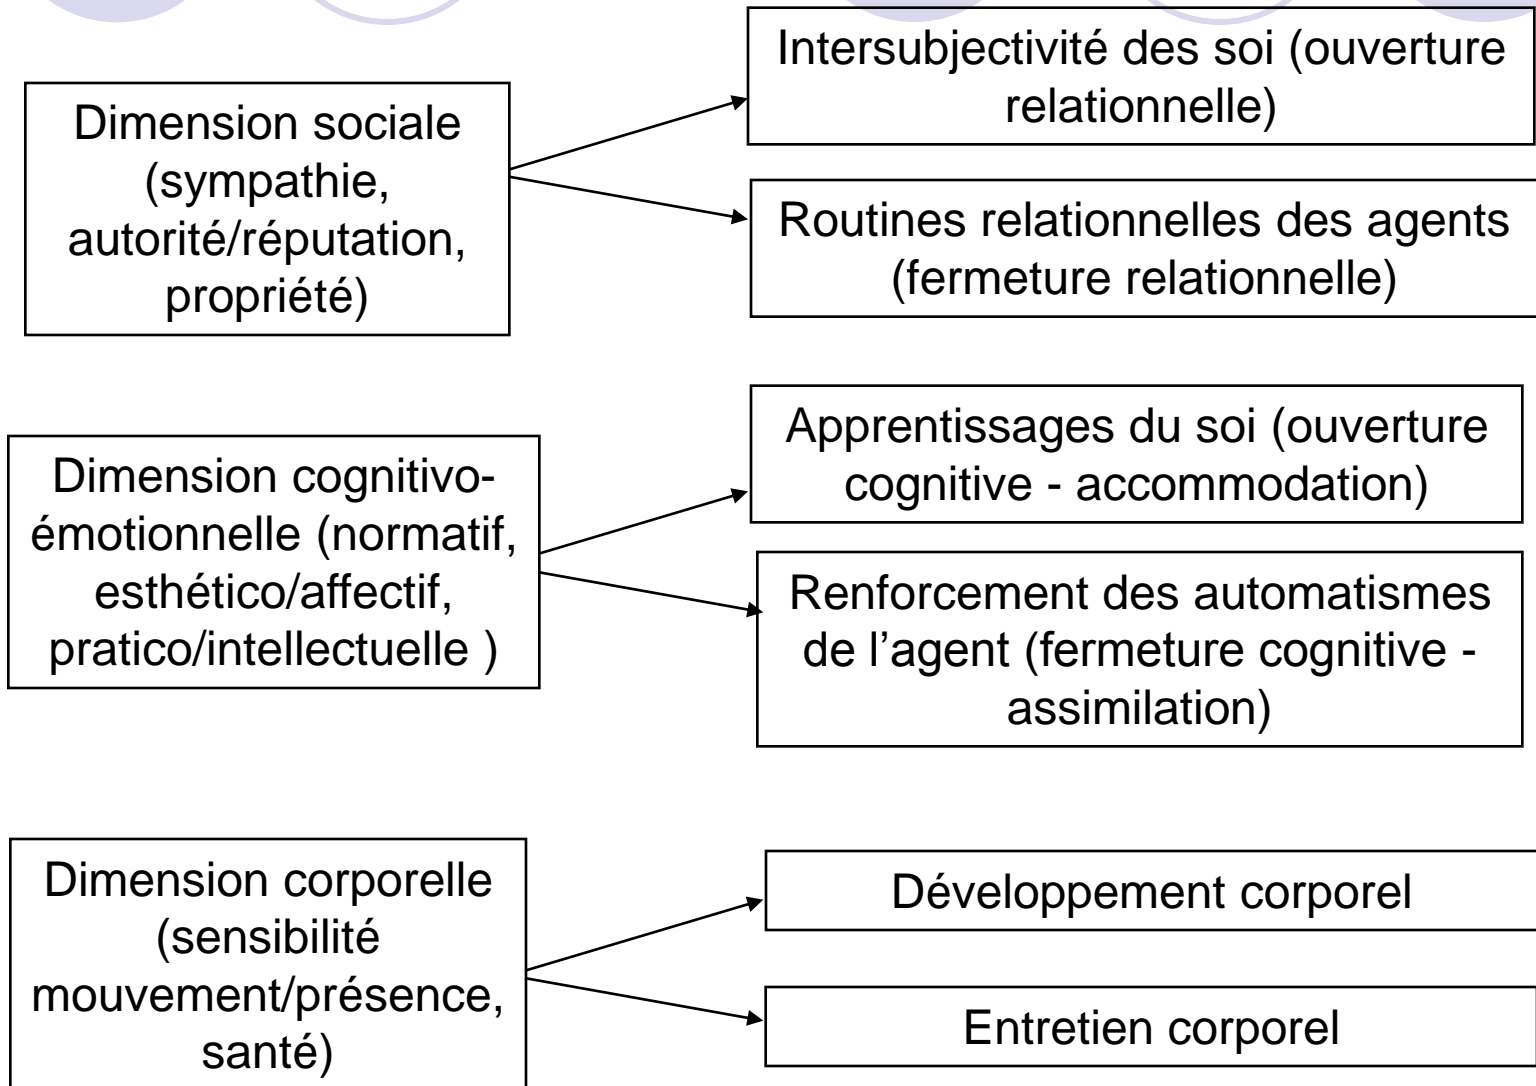 Dimension sociale
(sympathie,
autorité/réputation,
propriété)
Intersubjectivité des soi (ouverture
relationnelle)
Routines relationnelles des agents
(fermeture relationnelle)
Dimension cognitivo-
émotionnelle (normatif,
esthético/affectif,
pratico/intellectuelle )
Apprentissages du soi (ouverture
cognitive - accommodation)
Renforcement des automatismes
de l’agent (fermeture cognitive -
assimilation)
Dimension corporelle
(sensibilité
mouvement/présence,
santé)
Développement corporel
Entretien corporel